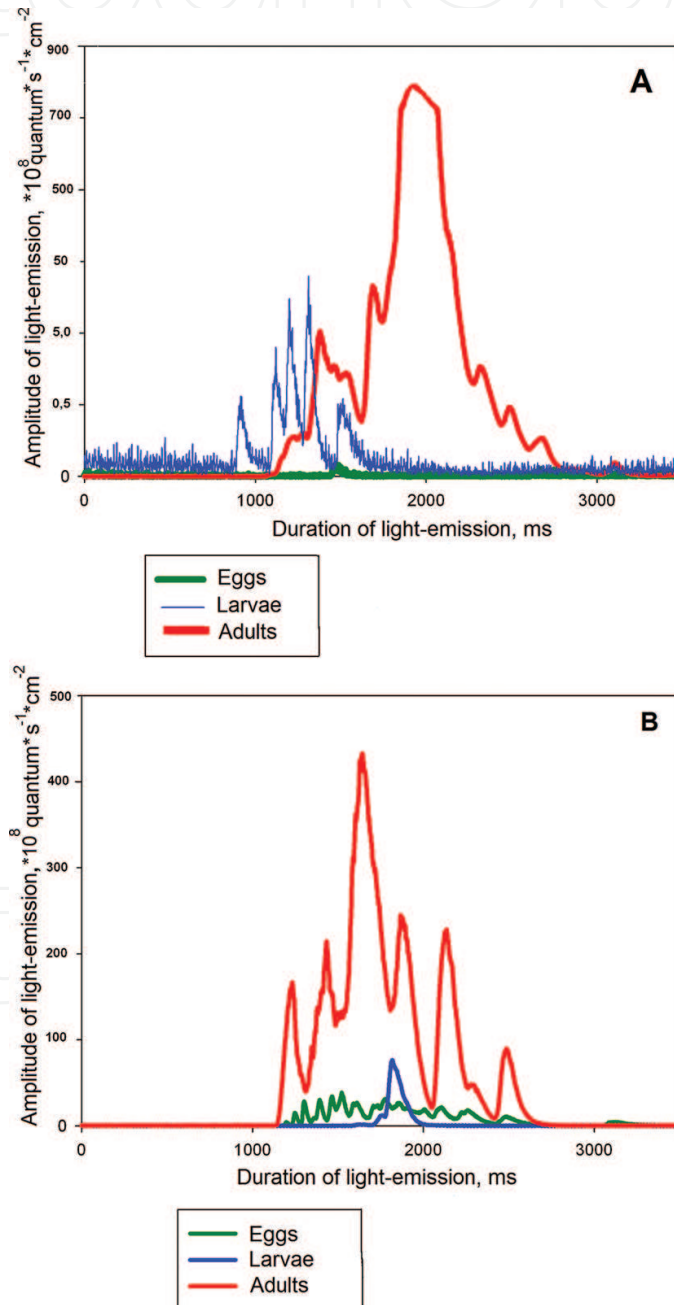 A
Amplitude of light-emission, *10⁸quantum*s⁻¹*cm⁻²
900
700
500
50
5,0
0,5
0
0
1000
2000
3000
Duration of light-emission, ms
Eggs
Larvae
Adults
B
Amplitude of light-emission, *10⁸ quantum*s⁻¹*cm⁻²
500
400
300
200
100
0
0
1000
2000
3000
Duration of light-emission, ms
Eggs
Larvae
Adults